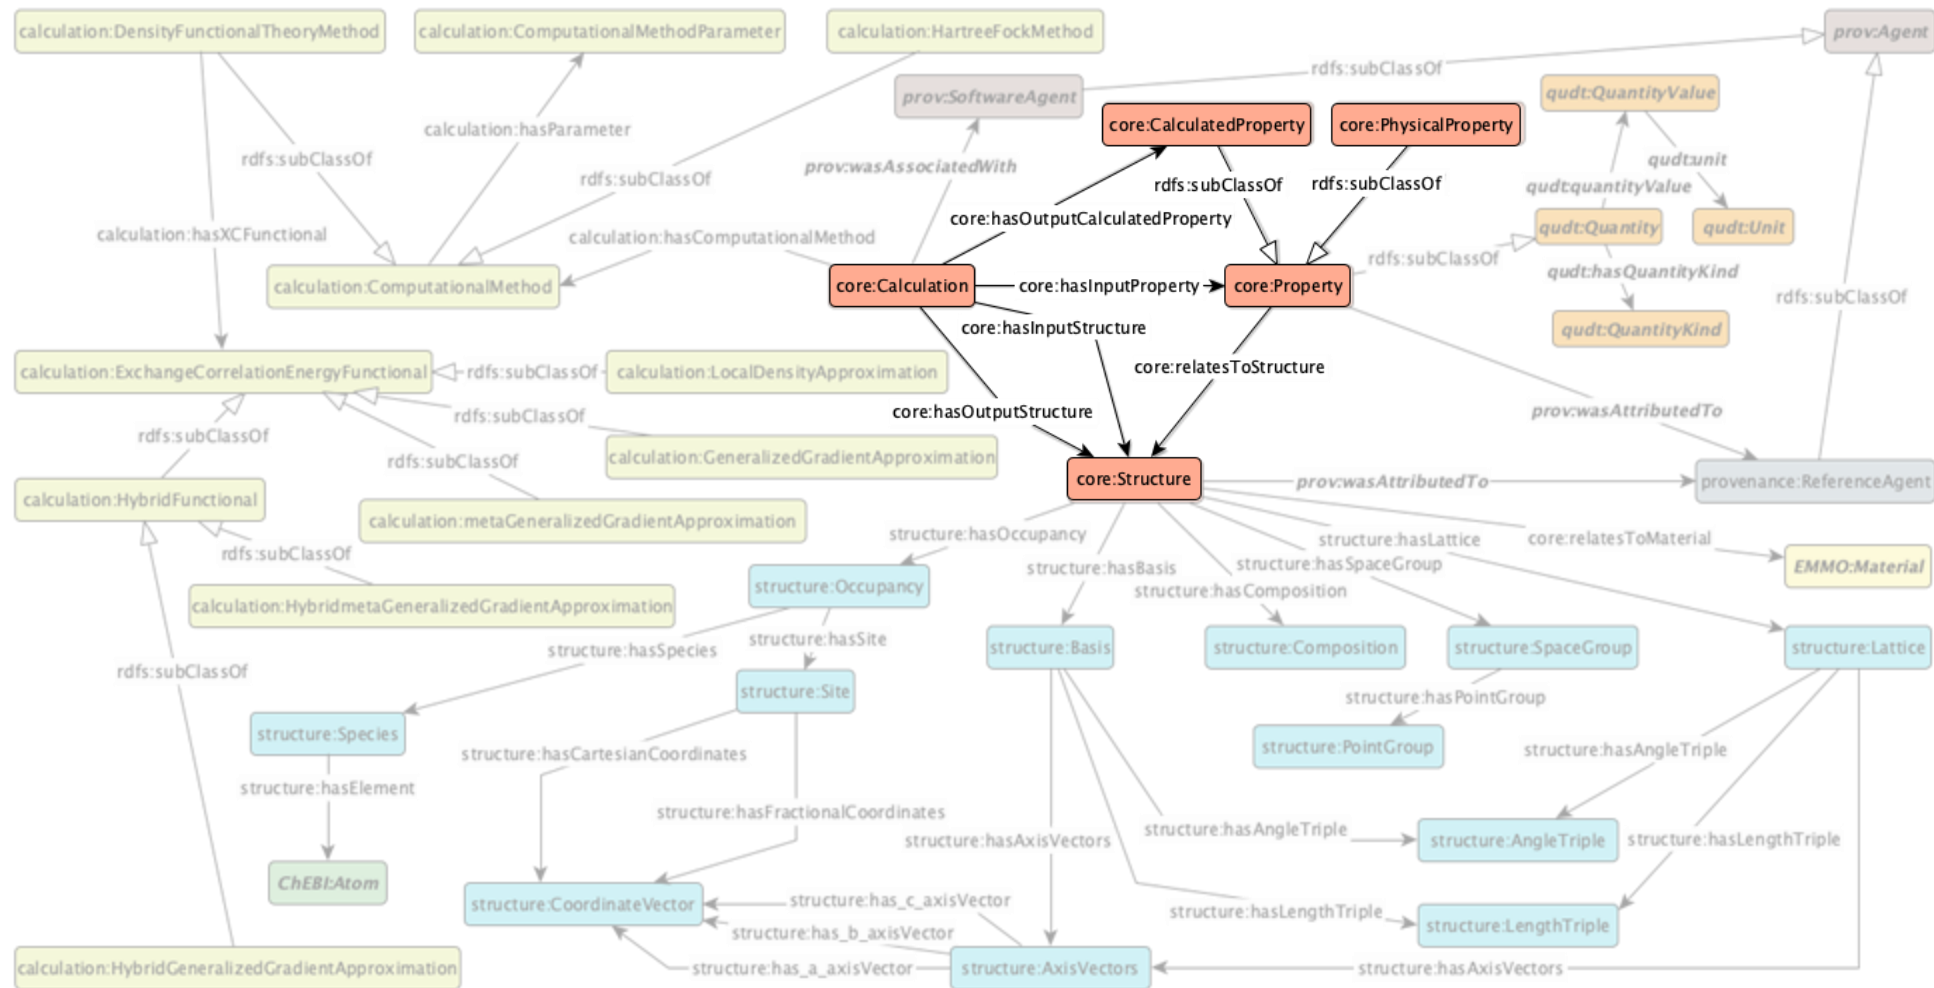 calculation:DensityFunctionalTheoryMethod
calculation:ComputationalMethodParameter
calculation:HartreeFockMethod
prov:Agent
rdfs:subClassOf
prov:SoftwareAgent
qudt:QuantityValue
core:CalculatedProperty
core:PhysicalProperty
calculation:hasParameter
rdfs:subClassOf
prov:wasAssociatedWith
qudt:unit
rdfs:subClassOf
rdfs:subClassOf
rdfs:subClassOf
qudt:quantityValue
core:hasOutputCalculatedProperty
calculation:hasXCFunctional
calculation:hasComputationalMethod
qudt:Quantity
qudt:Unit
rdfs:subClassOf
qudt:hasQuantityKind
calculation:ComputationalMethod
core:Calculation
core:hasInputProperty
core:Property
rdfs:subClassOf
core:hasInputStructure
qudt:QuantityKind
calculation:ExchangeCorrelationEnergyFunctional
rdfs:subClassOf
calculation:LocalDensityApproximation
core:relatesToStructure
rdfs:subClassOf
core:hasOutputStructure
prov:wasAttributedTo
rdfs:subClassOf
rdfs:subClassOf
calculation:GeneralizedGradientApproximation
core:Structure
prov:wasAttributedTo
provenance:ReferenceAgent
calculation:HybridFunctional
calculation:metaGeneralizedGradientApproximation
structure:hasOccupancy
structure:hasLattice
core:relatesToMaterial
rdfs:subClassOf
structure:hasBasis
structure:hasSpaceGroup
EMMO:Material
structure:Occupancy
structure:hasComposition
calculation:HybridmetaGeneralizedGradientApproximation
structure:hasSpecies
structure:hasSite
structure:Basis
structure:Composition
structure:SpaceGroup
structure:Lattice
rdfs:subClassOf
structure:Site
structure:hasPointGroup
structure:Species
structure:hasCartesianCoordinates
structure:PointGroup
structure:hasAngleTriple
structure:hasElement
structure:hasFractionalCoordinates
structure:hasAxisVectors
structure:hasAngleTriple
structure:AngleTriple
structure:hasLengthTriple
ChEBI:Atom
structure:CoordinateVector
structure:has_c_axisVector
structure:hasLengthTriple
structure:LengthTriple
structure:has_b_axisVector
calculation:HybridGeneralizedGradientApproximation
structure:has_a_axisVector
structure:AxisVectors
structure:hasAxisVectors